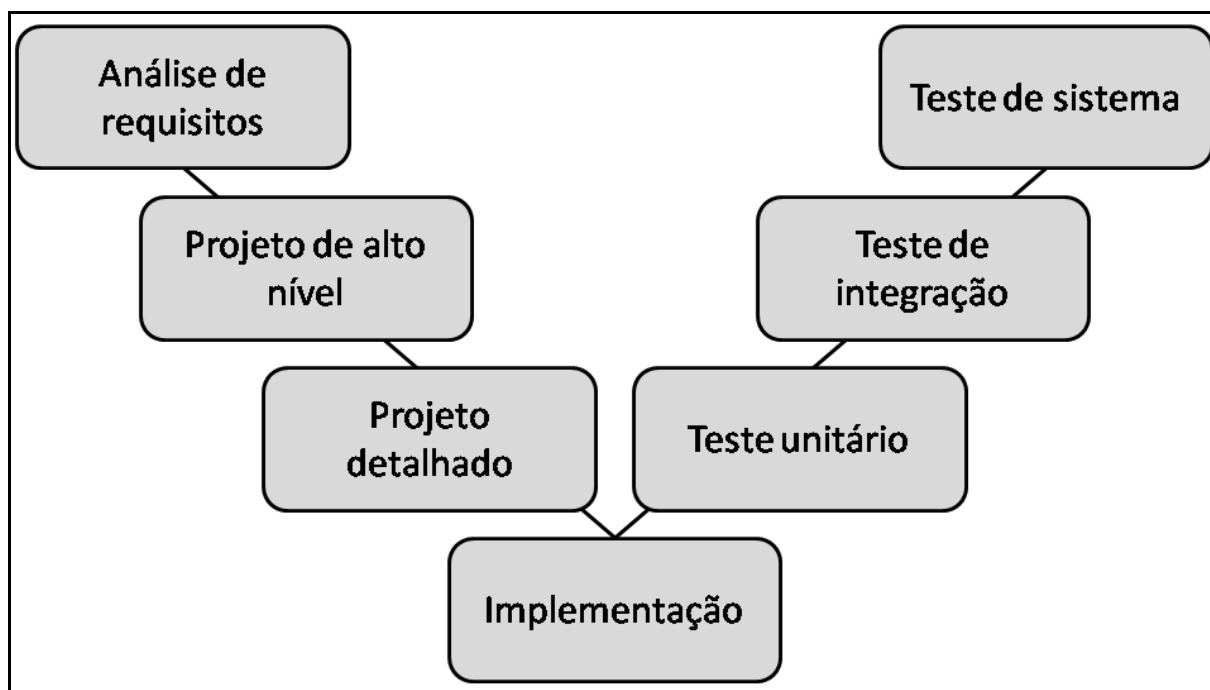 Análise de
requisitos
Teste de sistema
Projeto de alto
nível
Teste de
integração
Projeto
detalhado
Teste unitário
Implementação